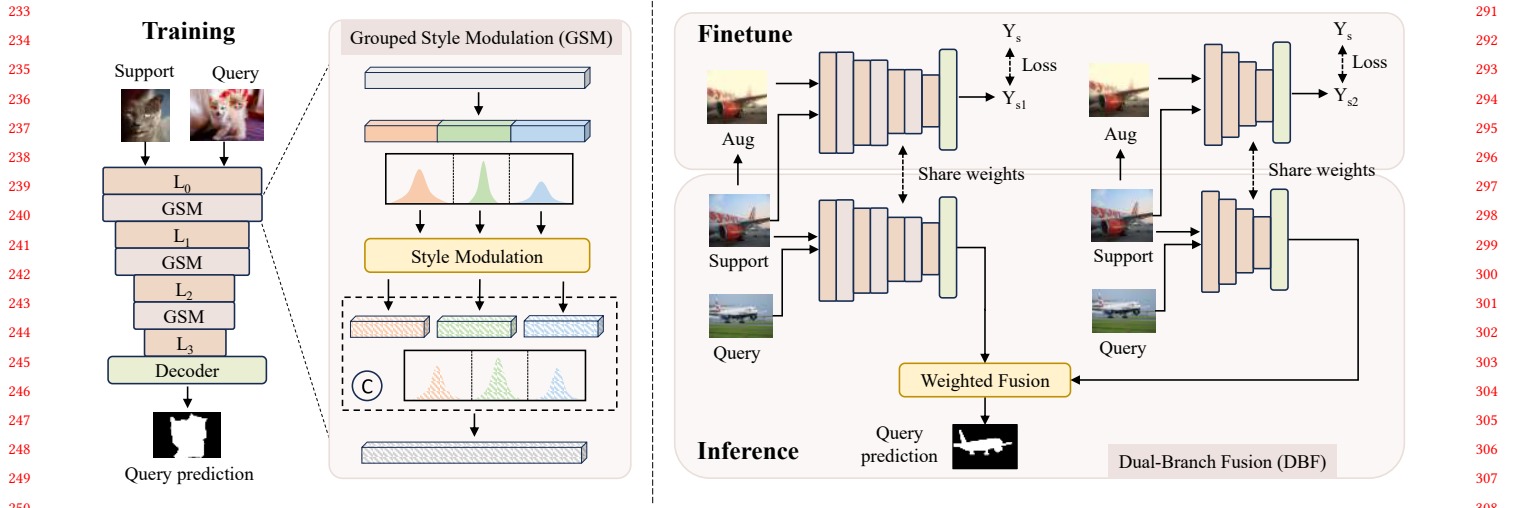 233
234
235
236
237
238
239
240
241
242
243
244
245
246
247
248
249
250
Training
Support
Query
L0
GSM
L1
GSM
L2
GSM
L3
Decoder
Query prediction
Grouped Style Modulation (GSM)
Style Modulation
C
Finetune
Aug
Ys
Loss
Ys1
Share weights
Support
Query
Aug
Ys
Loss
Ys2
Share weights
Support
Query
Weighted Fusion
Query
prediction
Inference
Dual-Branch Fusion (DBF)
291
292
293
294
295
296
297
298
299
300
301
302
303
304
305
306
307
308